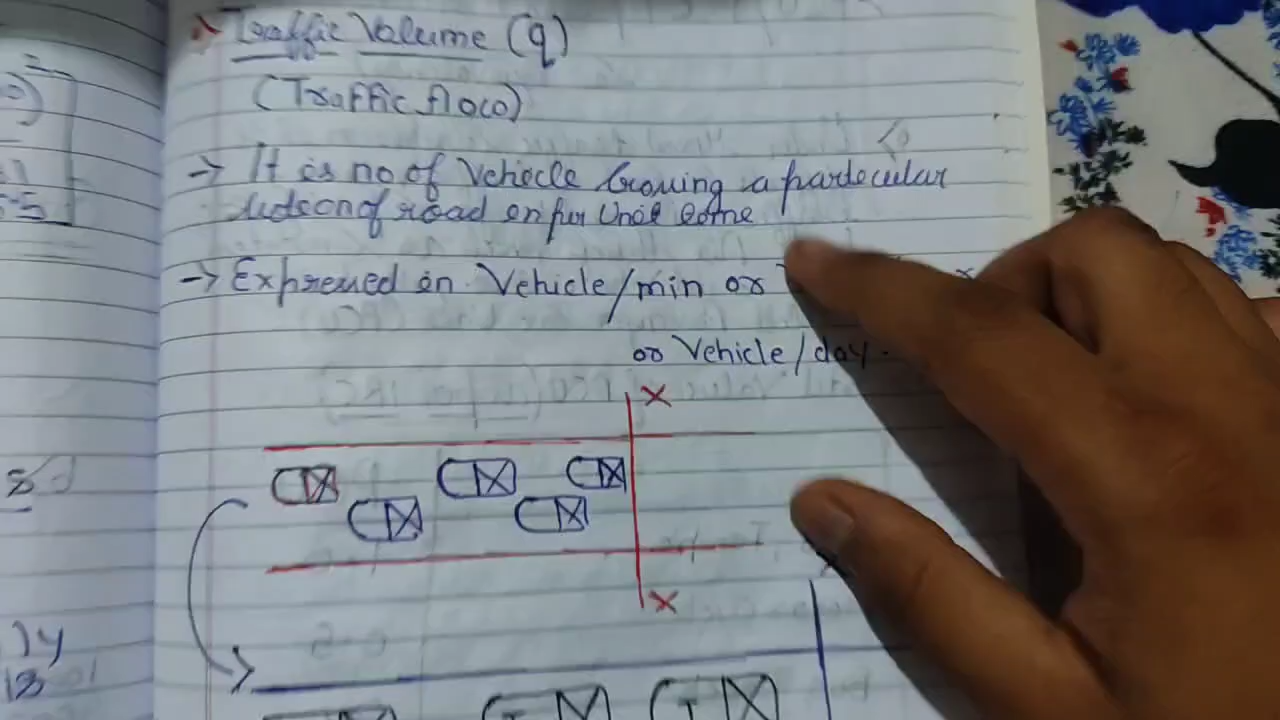 Traffic Volume (q)
(Traffic flow)
→ It is no of Vehicle Crossing a particular
section of road in per Unit time
→ Expressed in Vehicle/min or
or Vehicle/day.
X
X